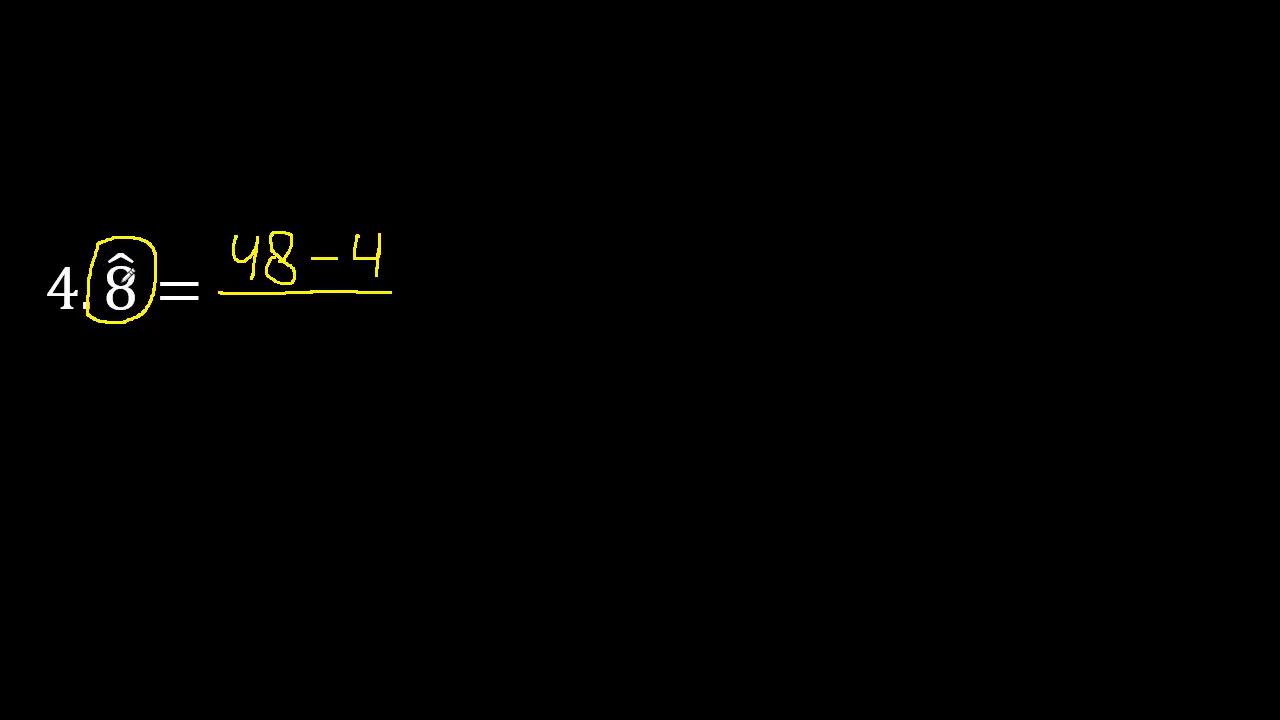 4.8̂ = 48 – 4